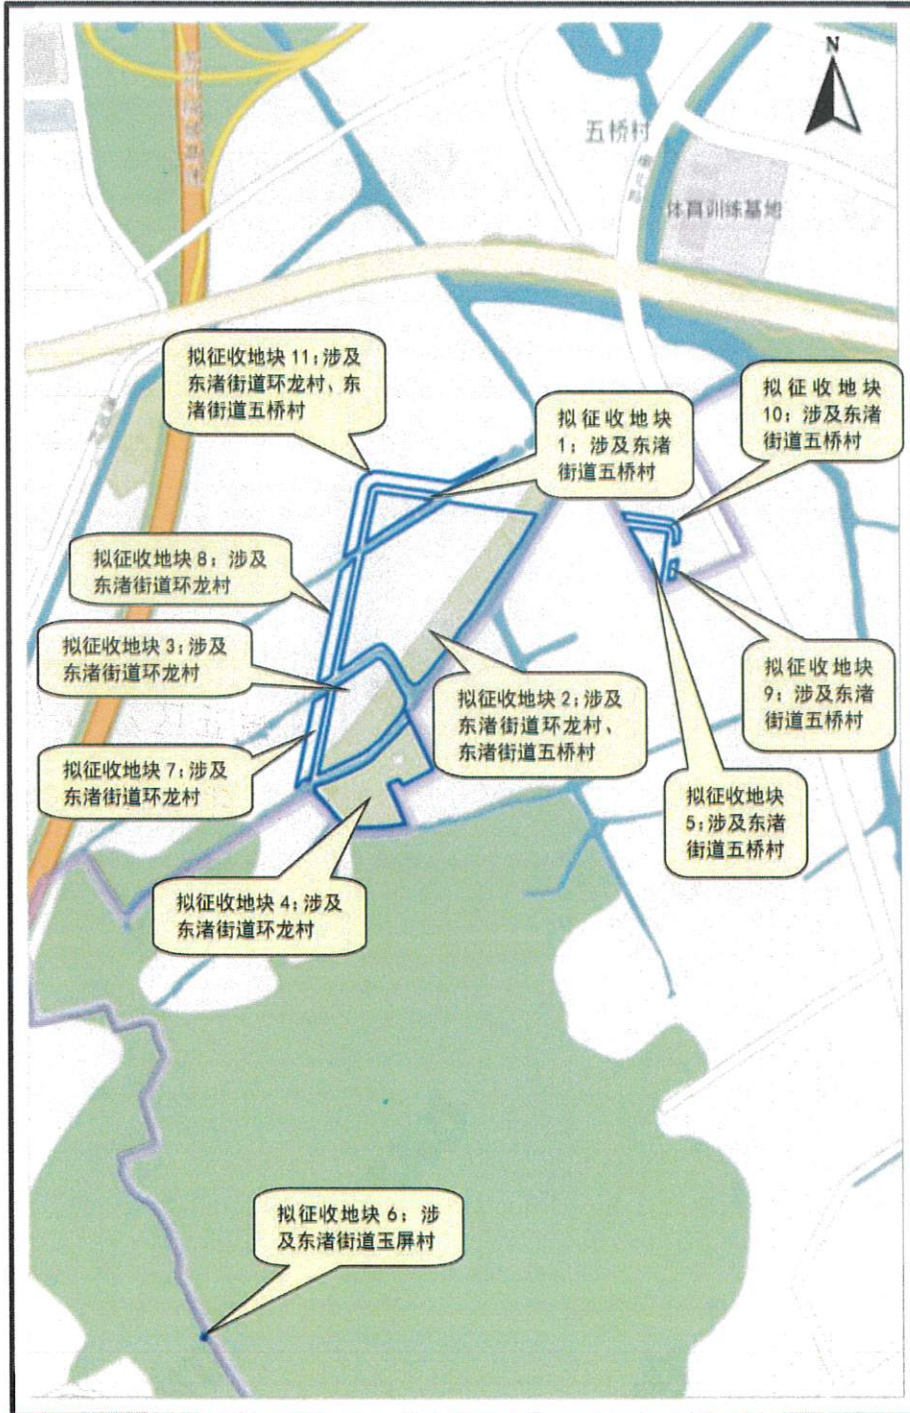 N
五桥村
体育训练基地
拟征收地块 11：涉及
东渚街道环龙村、东
渚街道五桥村
拟征收地块
1：涉及东渚
街道五桥村
拟征收地块
10：涉及东渚
街道五桥村
拟征收地块 8：涉及
东渚街道环龙村
拟征收地块 3：涉及
东渚街道环龙村
拟征收地块 2：涉及
东渚街道环龙村、
东渚街道五桥村
拟征收地块
9：涉及东渚
街道五桥村
拟征收地块 7：涉及
东渚街道环龙村
拟征收地块
5：涉及东渚
街道五桥村
拟征收地块 4：涉及
东渚街道环龙村
拟征收地块 6：涉
及东渚街道玉屏村